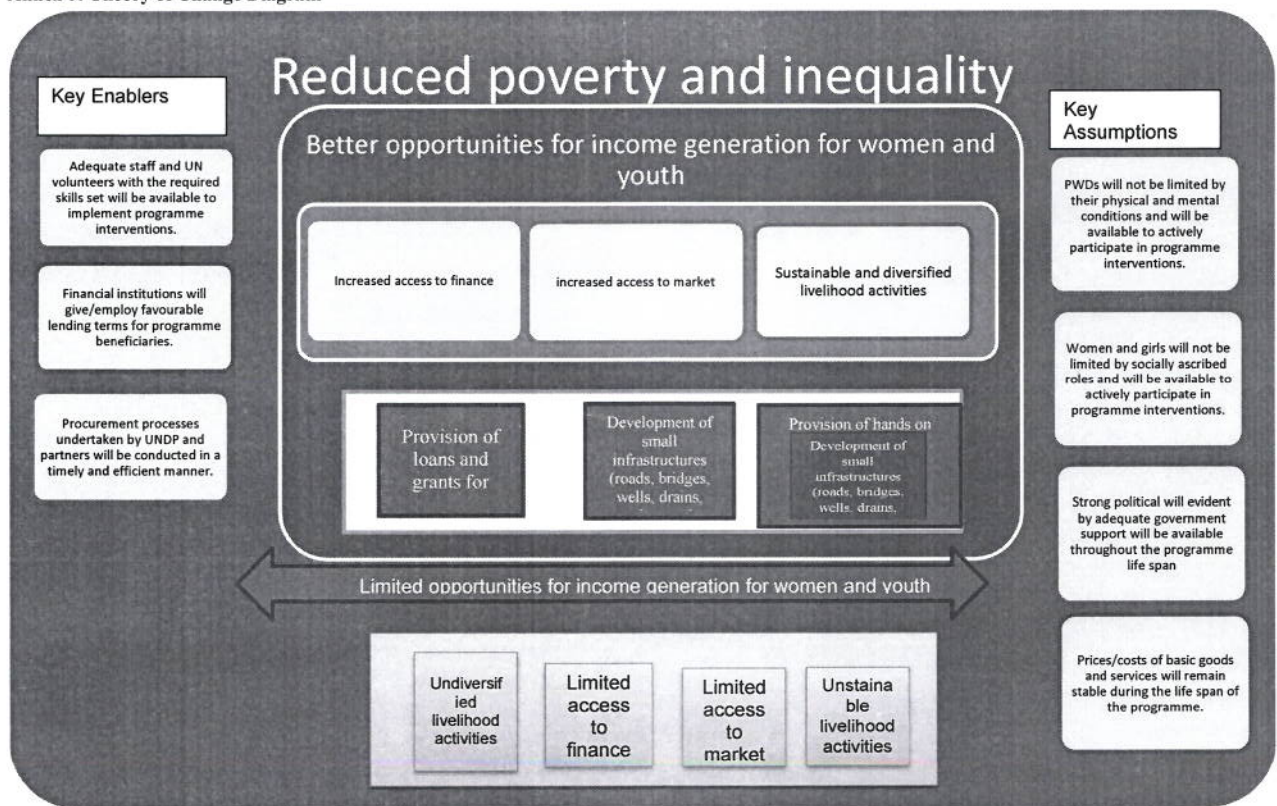 Reduced poverty and inequality
Key Enablers
Adequate staff and UN
volunteers with the required
skills set will be available to
implement programme
interventions.
Financial institutions will
give/employ favourable
lending terms for programme
beneficiaries.
Procurement processes
undertaken by UNDP and
partners will be conducted in a
timely and efficient manner.
Better opportunities for income generation for women and
youth
Increased access to finance
increased access to market
Sustainable and diversified
livelihood activities
Provision of
loans and
grants for
Development of
small
infrastructures
(roads, bridges,
wells, drains,
Provision of hands on
Development of
small
infrastructures
(roads, bridges,
wells, drains,
Limited opportunities for income generation for women and youth
Undiversif
ied
livelihood
activities
Limited
access
to
finance
Limited
access
to
market
Unstaina
ble
livelihood
activities
Key
Assumptions
PWDs will not be limited by
their physical and mental
conditions and will be
available to actively
participate in programme
interventions.
Women and girls will not be
limited by socially ascribed
roles and will be available to
actively participate in
programme interventions.
Strong political will evident
by adequate government
support will be available
throughout the programme
life span
Prices/costs of basic goods
and services will remain
stable during the life span of
the programme.